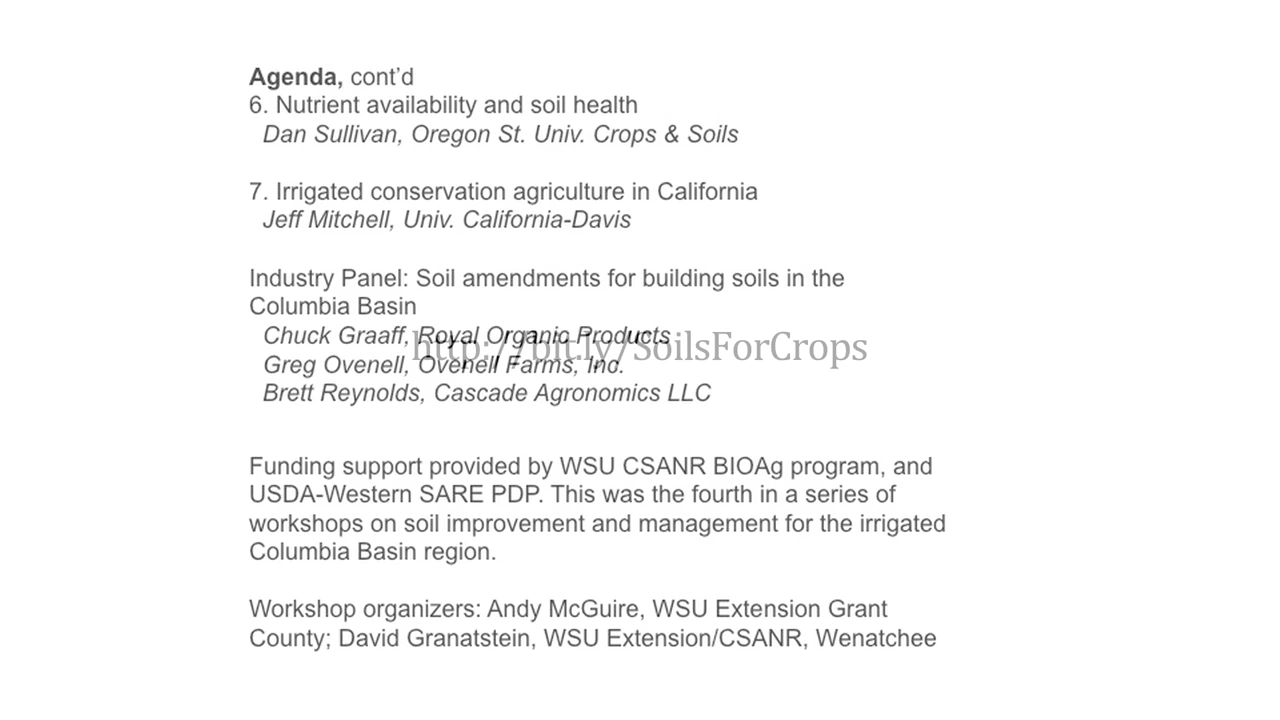 Agenda, cont’d
6. Nutrient availability and soil health
Dan Sullivan, Oregon St. Univ. Crops & Soils
7. Irrigated conservation agriculture in California
Jeff Mitchell, Univ. California-Davis
Industry Panel: Soil amendments for building soils in the
Columbia Basin
Chuck Graaff, Royal Organic Products
http://bit.ly/SoilsForCrops
Greg Ovenell, Ovenell Farms, Inc.
Brett Reynolds, Cascade Agronomics LLC
Funding support provided by WSU CSANR BIOAg program, and
USDA-Western SARE PDP. This was the fourth in a series of
workshops on soil improvement and management for the irrigated
Columbia Basin region.
Workshop organizers: Andy McGuire, WSU Extension Grant
County; David Granatstein, WSU Extension/CSANR, Wenatchee